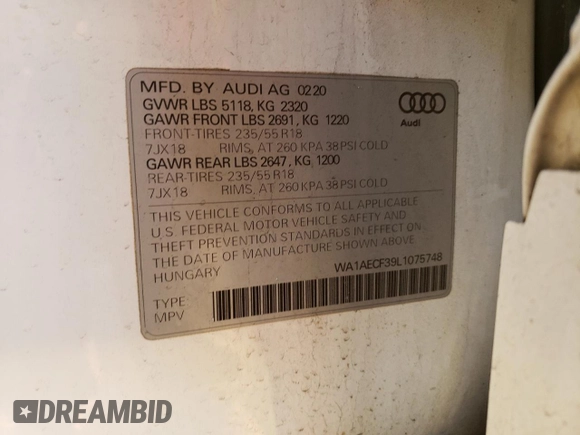 MFD. BY AUDI AG 02 20
GVWR LBS 5118, KG 2320
GAWR FRONT LBS 2691, KG 1220
FRONT-TIRES 235/55 R18
7JX18 RIMS, AT 260 KPA 38 PSI COLD
GAWR REAR LBS 2647, KG 1200
REAR-TIRES 235/55 R18
7JX18 RIMS, AT 260 KPA 38 PSI COLD
Audi
THIS VEHICLE CONFORMS TO ALL APPLICABLE
U.S. FEDERAL MOTOR VEHICLE SAFETY AND
THEFT PREVENTION STANDARDS IN EFFECT ON
THE DATE OF MANUFACTURE SHOWN ABOVE.
HUNGARY
WA1AECF39L1075748
TYPE:
MPV
DREAMBID